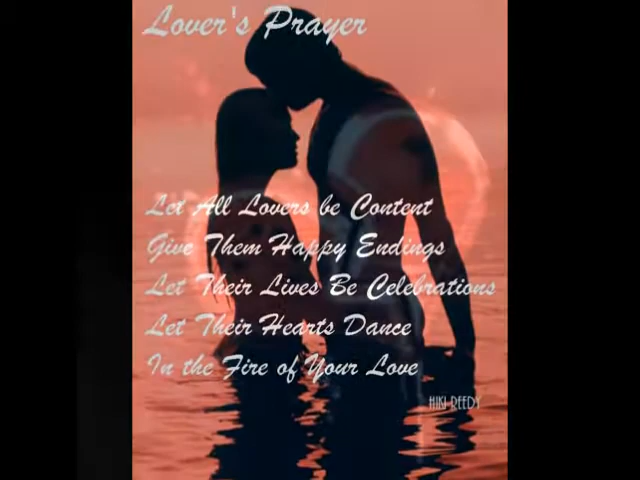 Lover's Prayer
Let All Lovers be Content
Give Them Happy Endings
Let Their Lives Be Celebrations
Let Their Hearts Dance
In the Fire of Your Love
HIKI REEDY